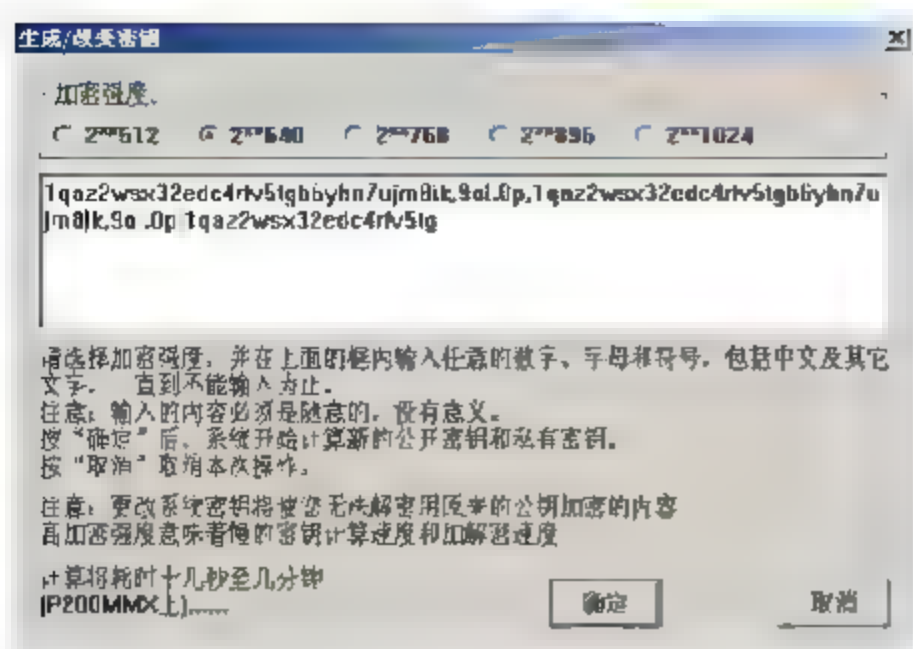 生成/改变密钥
加密强度
2**512 2**640 2**768 2**896 2**1024
1qaz2wsx32edc4rfv5tgb6yhn7ujm8ik,9ol.0p,1qaz2wsx32edc4rfv5tgb6yhn7u
jm8ik,9o .0p 1qaz2wsx32edc4rfv5tg
请选择加密强度，并在上面的框内输入任意的数字、字母和符号，包括中文及其它
文字， 直到不能输入为止。
注意：输入的内容必须是随意的，没有意义。
按“确定”后，系统开始计算新的公开密钥和私有密钥。
按“取消”取消本次操作。
注意：更改系统密钥将使您无法解密用原来的公钥加密的内容
高加密强度意味着慢的密钥计算速度和加解密速度
计算将耗时十几秒至几分钟
(P200MMX上)......
确定
取消